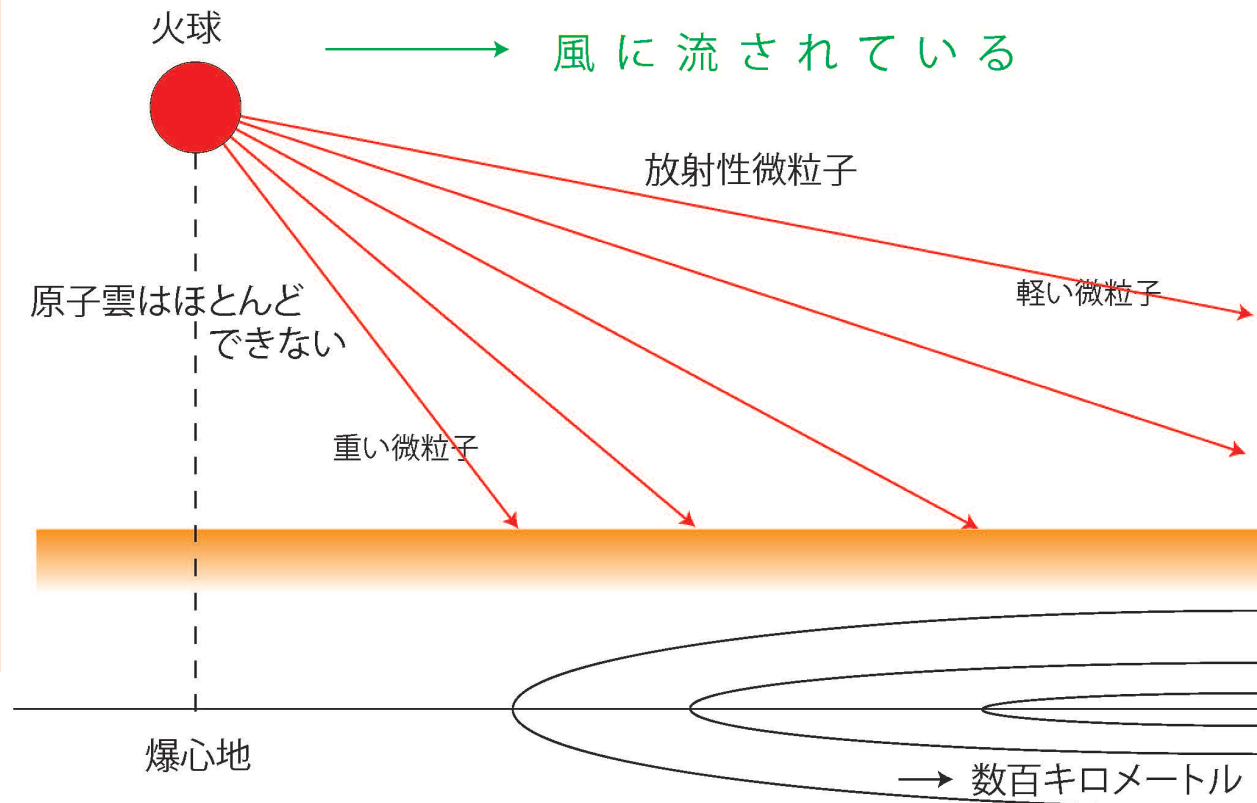 火球
風に流されている
放射性微粒子
軽い微粒子
原子雲はほとんど
できない
重い微粒子
爆心地
数百キロメートル